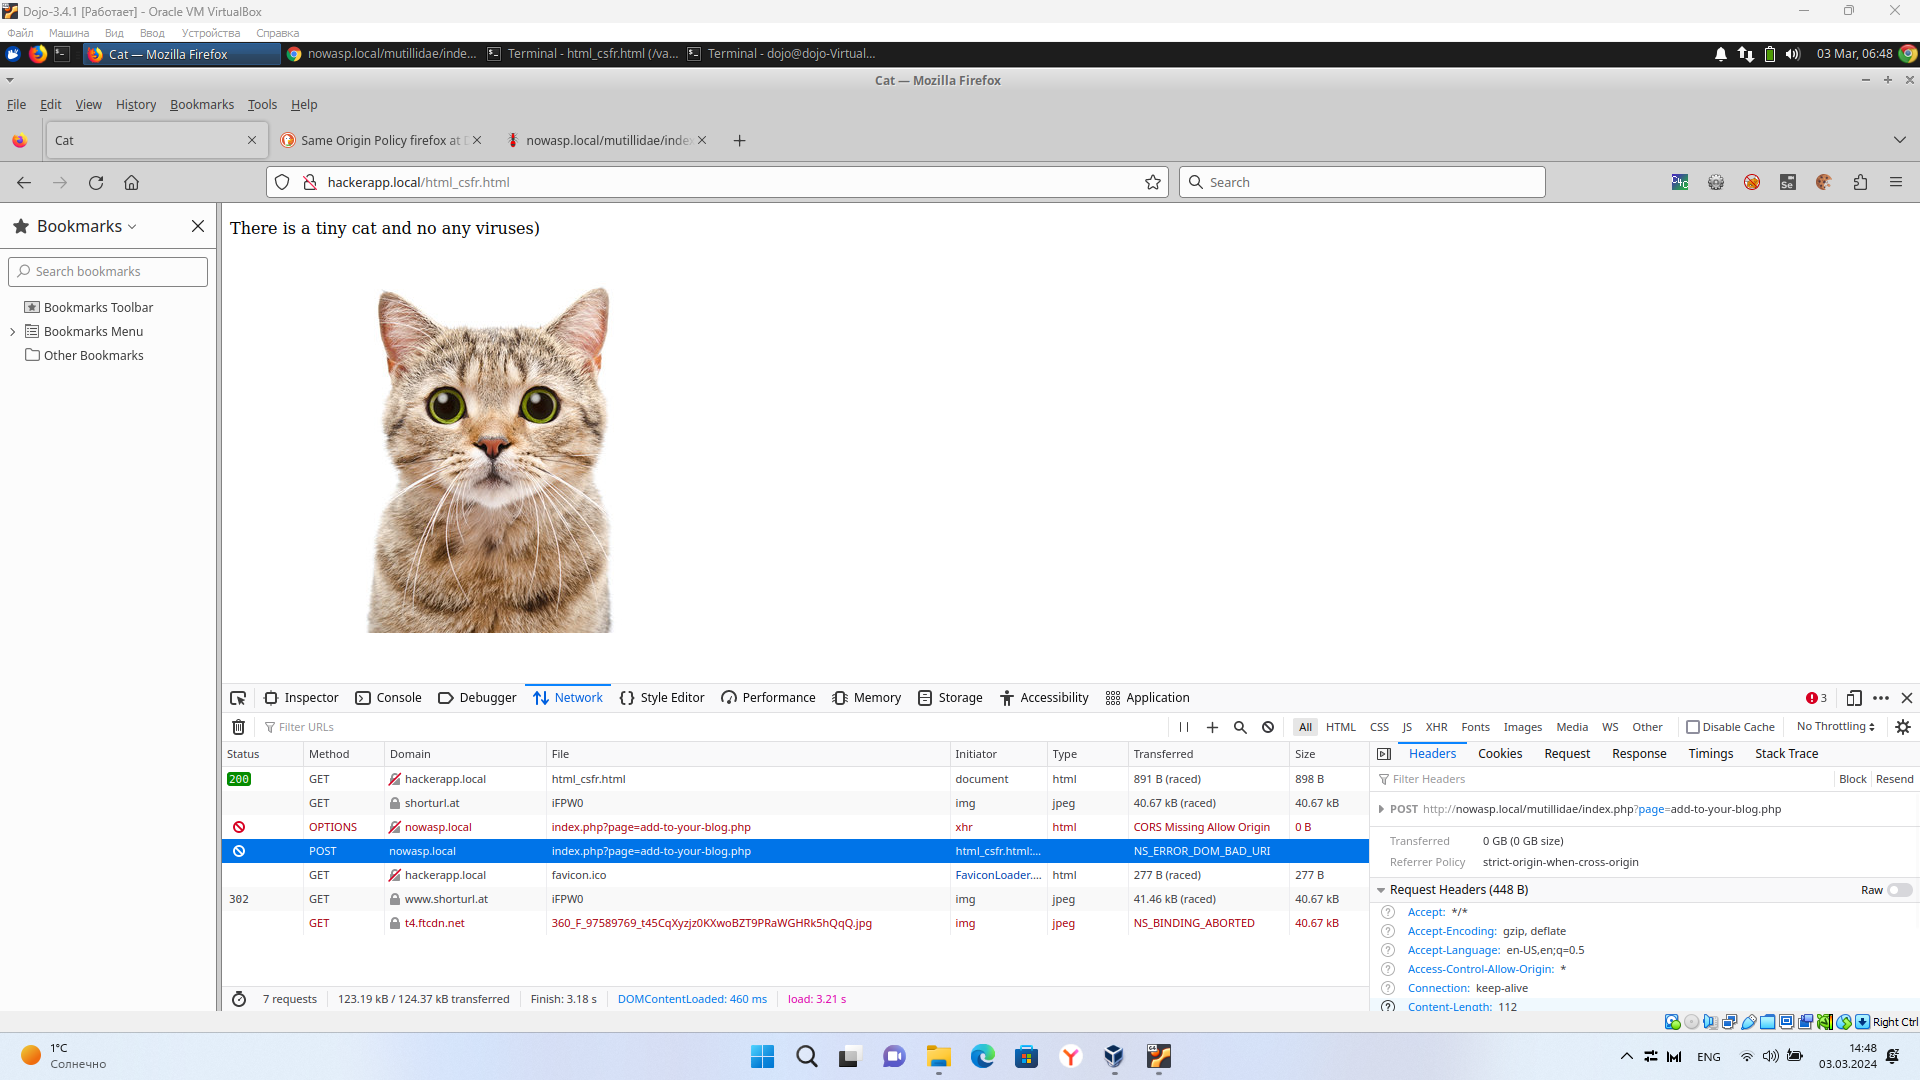 Dojo-3.4.1 [Работает] - Oracle VM VirtualBox
Файл Машина Вид Ввод Устройства Справка
Cat — Mozilla Firefox nowasp.local/mutillidae/inde... Terminal - html_csfr.html (/va... Terminal - dojo@dojo-Virtual... 03 Mar, 06:48
Cat — Mozilla Firefox
File Edit View History Bookmarks Tools Help
Cat Same Origin Policy firefox at D nowasp.local/mutillidae/inde
hackerapp.local/html_csfr.html Search
Bookmarks
Search bookmarks
Bookmarks Toolbar
Bookmarks Menu
Other Bookmarks
There is a tiny cat and no any viruses)
Inspector Console Debugger Network Style Editor Performance Memory Storage Accessibility Application 3
Filter URLs All HTML CSS JS XHR Fonts Images Media WS Other Disable Cache No Throttling
Status Method Domain File Initiator Type Transferred Size
200 GET hackerapp.local html_csfr.html document html 891 B (raced) 898 B
GET shorturl.at iFPW0 img jpeg 40.67 kB (raced) 40.67 kB
OPTIONS nowasp.local index.php?page=add-to-your-blog.php xhr html CORS Missing Allow Origin 0 B
POST nowasp.local index.php?page=add-to-your-blog.php html_csfr.html:... NS_ERROR_DOM_BAD_URI
GET hackerapp.local favicon.ico FaviconLoader.... html 277 B (raced) 277 B
302 GET www.shorturl.at iFPW0 img jpeg 41.46 kB (raced) 40.67 kB
GET t4.ftcdn.net 360_F_97589769_t45CqXyzjz0KXwoBZT9PRaWGHRk5hQqQ.jpg img jpeg NS_BINDING_ABORTED 40.67 kB
7 requests 123.19 kB / 124.37 kB transferred Finish: 3.18 s DOMContentLoaded: 460 ms load: 3.21 s
Headers Cookies Request Response Timings Stack Trace
Filter Headers Block Resend
POST http://nowasp.local/mutillidae/index.php?page=add-to-your-blog.php
Transferred 0 GB (0 GB size)
Referrer Policy strict-origin-when-cross-origin
Request Headers (448 B) Raw
Accept: */*
Accept-Encoding: gzip, deflate
Accept-Language: en-US,en;q=0.5
Access-Control-Allow-Origin: *
Connection: keep-alive
Content-Length: 112
Right Ctrl
1°C
Солнечно
ENG
14:48
03.03.2024